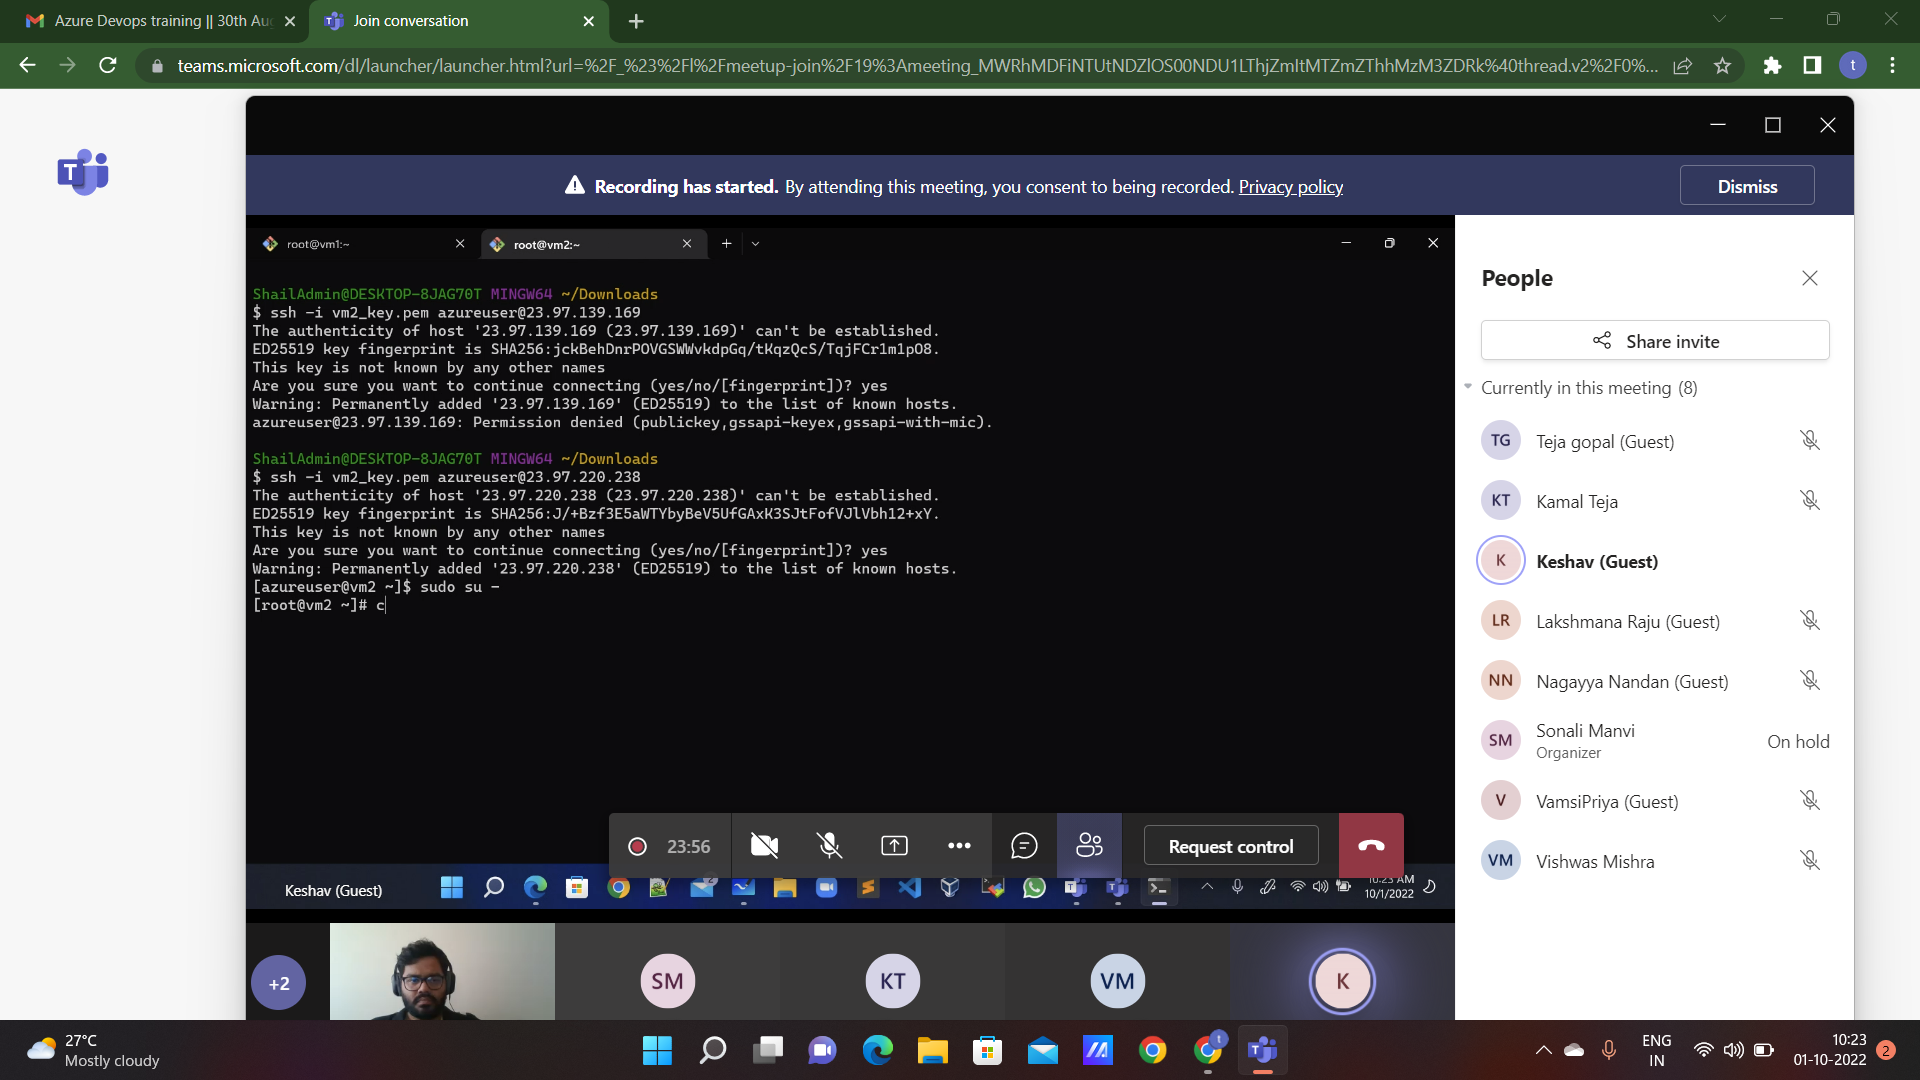 Azure Devops training || 30th Au
Join conversation
teams.microsoft.com/dl/launcher/launcher.html?url=%2F_%23%2Fl%2Fmeetup-join%2F19%3Ameeting_MWRhMDFiNTUtNDZlOS00NDU1LThjZmItMTZmZThhMzM3ZDRk%40thread.v2%2F0%...
t
T
Recording has started. By attending this meeting, you consent to being recorded. Privacy policy
Dismiss
root@vm1:~
root@vm2:~
ShailAdmin@DESKTOP-8JAG70T MINGW64 ~/Downloads
$ ssh -i vm2_key.pem azureuser@23.97.139.169
The authenticity of host '23.97.139.169 (23.97.139.169)' can't be established.
ED25519 key fingerprint is SHA256:jckBehDnrPOVGSWWvkdpGq/tKqzQcS/TqjFCr1m1pO8.
This key is not known by any other names
Are you sure you want to continue connecting (yes/no/[fingerprint])? yes
Warning: Permanently added '23.97.139.169' (ED25519) to the list of known hosts.
azureuser@23.97.139.169: Permission denied (publickey,gssapi-keyex,gssapi-with-mic).
ShailAdmin@DESKTOP-8JAG70T MINGW64 ~/Downloads
$ ssh -i vm2_key.pem azureuser@23.97.220.238
The authenticity of host '23.97.220.238 (23.97.220.238)' can't be established.
ED25519 key fingerprint is SHA256:J/+Bzf3E5aWTYbyBeV5UfGAxK3SJtFofVJlVbh12+xY.
This key is not known by any other names
Are you sure you want to continue connecting (yes/no/[fingerprint])? yes
Warning: Permanently added '23.97.220.238' (ED25519) to the list of known hosts.
[azureuser@vm2 ~]$ sudo su -
[root@vm2 ~]# c
23:56
Request control
Keshav (Guest)
10:23 AM
10/1/2022
+2
SM
KT
VM
K
People
Share invite
Currently in this meeting (8)
TG Teja gopal (Guest)
KT Kamal Teja
K Keshav (Guest)
LR Lakshmana Raju (Guest)
NN Nagayya Nandan (Guest)
SM Sonali Manvi
Organizer
On hold
V VamsiPriya (Guest)
VM Vishwas Mishra
27°C
Mostly cloudy
ENG
IN
10:23
01-10-2022
2